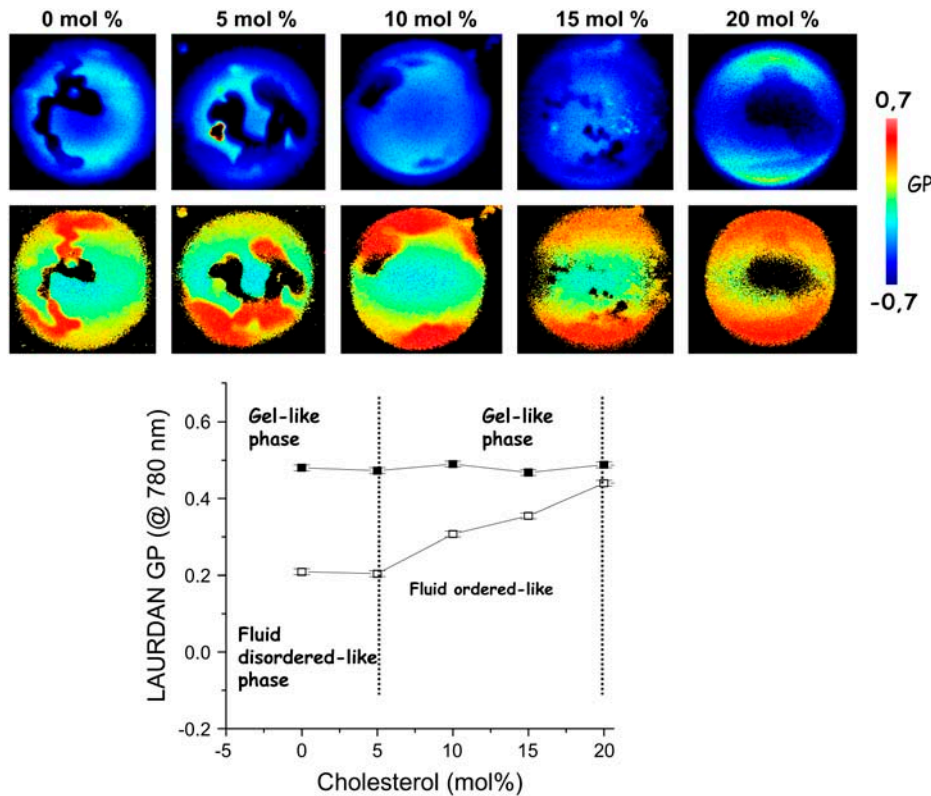 0 mol %
5 mol %
10 mol %
15 mol %
20 mol %
0,7
GP
-0,7
LAURDAN GP (@ 780 nm)
0.6
0.4
0.2
0.0
-0.2
Gel-like
phase
Gel-like
phase
Fluid ordered-like
Fluid
disordered-like
phase
-5
0
5
10
15
20
Cholesterol (mol%)